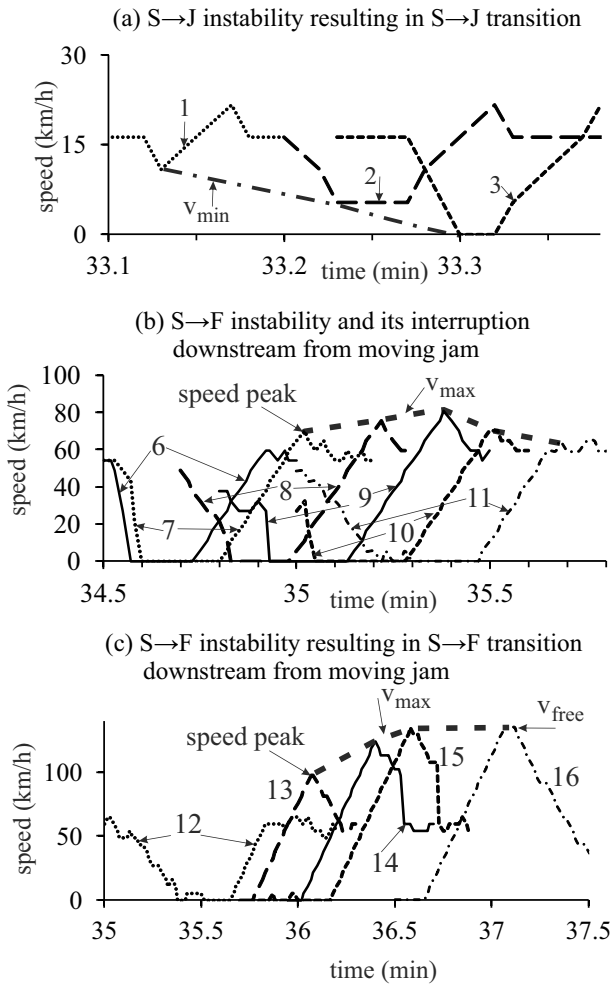 (a) S→J instability resulting in S→J transition
30
15
0
speed (km/h)
1
2
3
v_min
33.1
33.2
33.3
time (min)
(b) S→F instability and its interruption
downstream from moving jam
100
80
60
40
20
0
speed (km/h)
speed peak
v_max
6
7
8
9
10
11
34.5
35
35.5
time (min)
(c) S→F instability resulting in S→F transition
downstream from moving jam
100
50
0
speed (km/h)
speed peak
v_max
v_free
12
13
14
15
16
35
35.5
36
36.5
37
37.5
time (min)